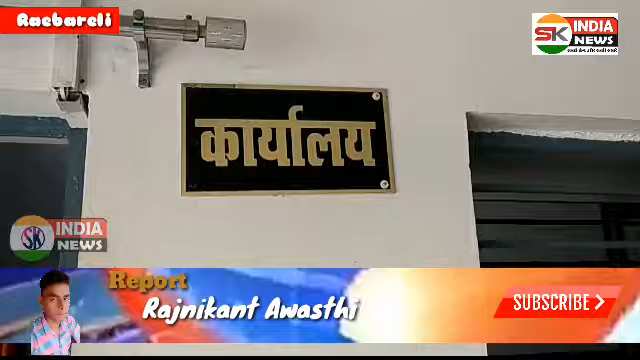 Raebareli
SK INDIA
NEWS
कार्यालय
SK INDIA
NEWS
Report
Rajnikant Awasthi
SUBSCRIBE